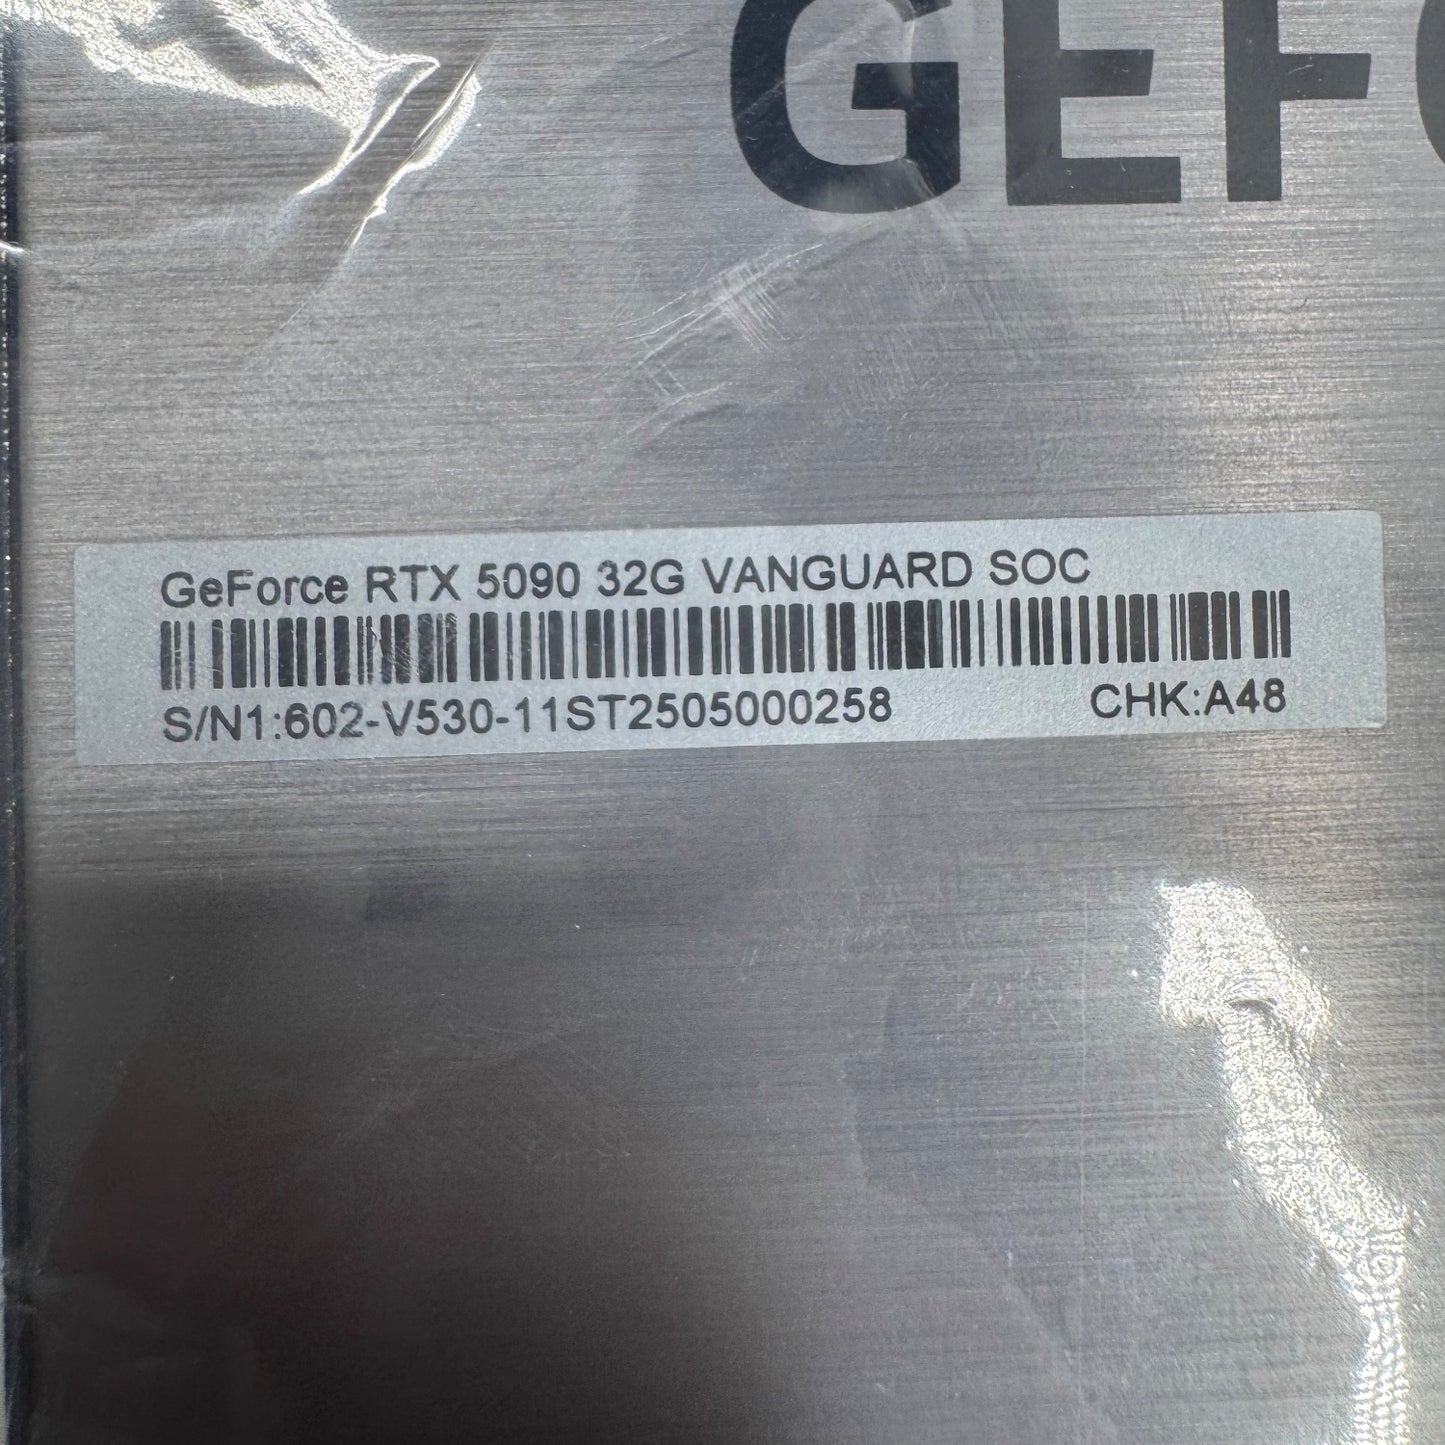 GEF
GeForce RTX 5090 32G VANGUARD SOC
S/N1:602-V530-11ST2505000258 CHK:A48